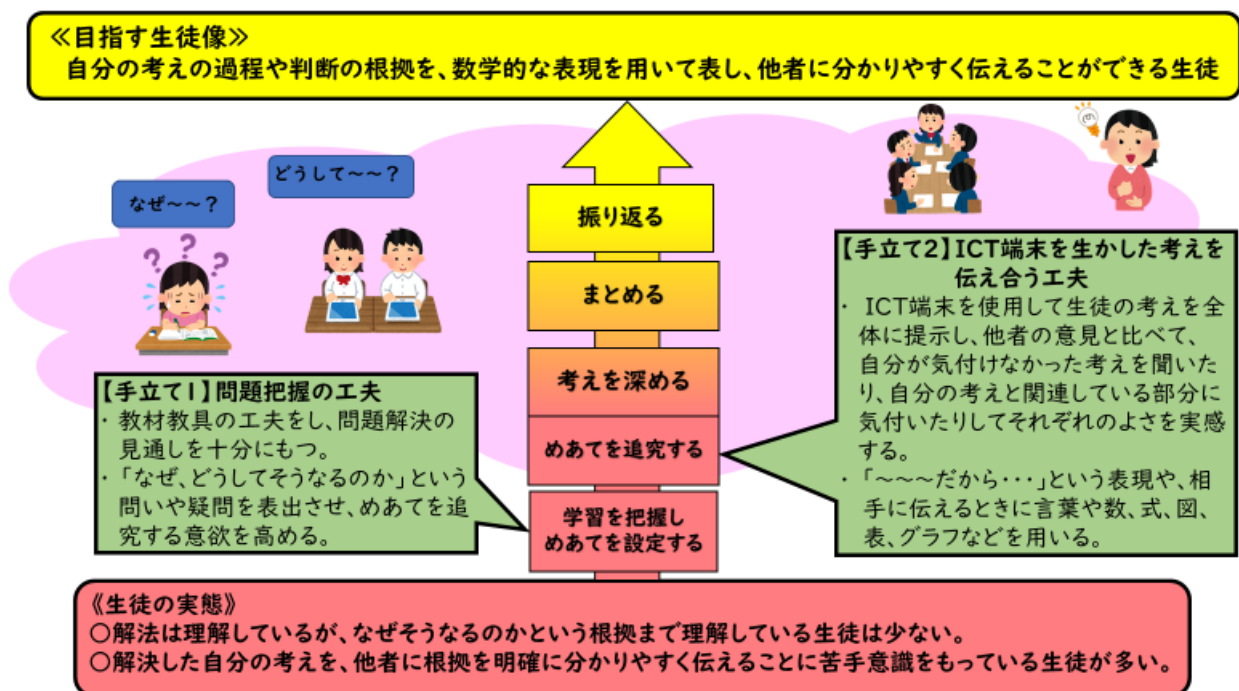 ≪目指す生徒像≫
自分の考えの過程や判断の根拠を、数学的な表現を用いて表し、他者に分かりやすく伝えることができる生徒
なぜ~~?
どうして~~?
振り返る
まとめる
考えを深める
めあてを追究する
学習を把握し
めあてを設定する
【手立て1】問題把握の工夫
・教材教具の工夫をし、問題解決の
見通しを十分にもつ。
・「なぜ、どうしてそうなるのか」という
問いや疑問を表出させ、めあてを追
究する意欲を高める。
【手立て2】ICT端末を生かした考えを
伝え合う工夫
・ ICT端末を使用して生徒の考えを全
体に提示し、他者の意見と比べて、
自分が気付けなかった考えを聞いた
り、自分の考えと関連している部分に
気付いたりしてそれぞれのよさを実感
する。
・「~~~だから・・・」という表現や、相
手に伝えるときに言葉や数、式、図、
表、グラフなどを用いる。
《生徒の実態》
○解法は理解しているが、なぜそうなるのかという根拠まで理解している生徒は少ない。
○解決した自分の考えを、他者に根拠を明確に分かりやすく伝えることに苦手意識をもっている生徒が多い。